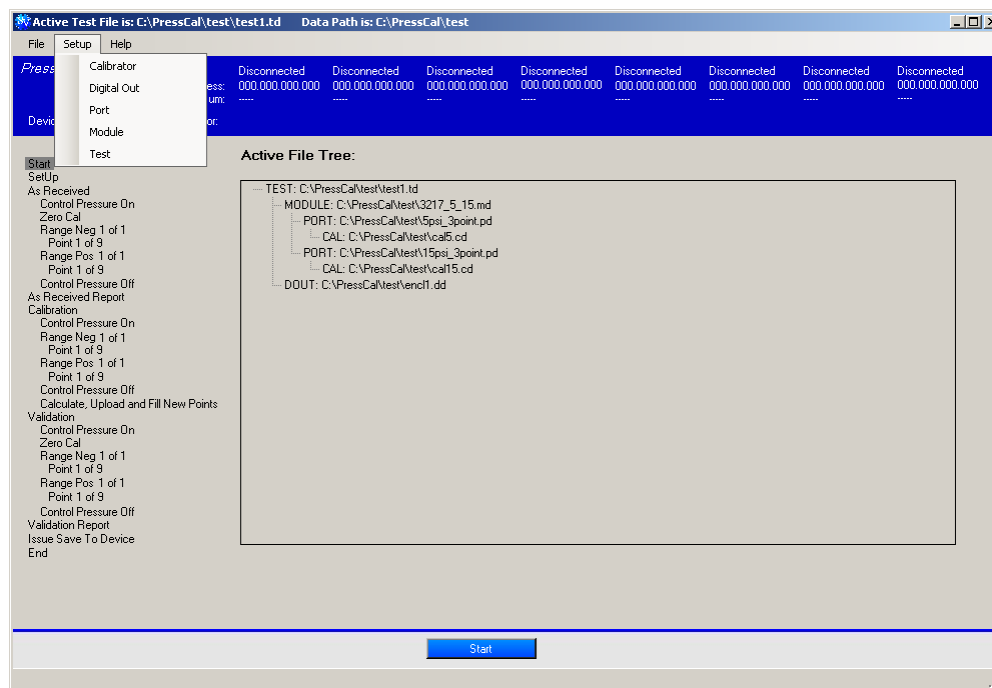 Active Test File is: C:\PressCal\test\test1.td Data Path is: C:\PressCal\test
File Setup Help
Calibrator
Digital Out
Port
Module
Test
Press
Disconnected Disconnected Disconnected Disconnected Disconnected Disconnected Disconnected Disconnected
ess: 000.000.000 000.000.000 000.000.000 000.000.000 000.000.000 000.000.000 000.000.000 000.000.000
um: ----- ----- ----- ----- ----- ----- ----- -----
Devic or:
Start
SetUp
As Received
Control Pressure On
Zero Cal
Range Neg 1 of 1
Point 1 of 9
Range Pos 1 of 1
Point 1 of 9
Control Pressure Off
As Received Report
Calibration
Control Pressure On
Range Neg 1 of 1
Point 1 of 9
Range Pos 1 of 1
Point 1 of 9
Control Pressure Off
Calculate, Upload and Fill New Points
Validation
Control Pressure On
Zero Cal
Range Neg 1 of 1
Point 1 of 9
Range Pos 1 of 1
Point 1 of 9
Control Pressure Off
Validation Report
Issue Save To Device
End
Active File Tree:
TEST: C:\PressCal\test\test1.td
MODULE: C:\PressCal\test\3217_5_15.md
PORT: C:\PressCal\test\5psi_3point.pd
CAL: C:\PressCal\test\cal5.cd
PORT: C:\PressCal\test\15psi_3point.pd
CAL: C:\PressCal\test\cal15.cd
DOUT: C:\PressCal\test\encl1.dd
Start